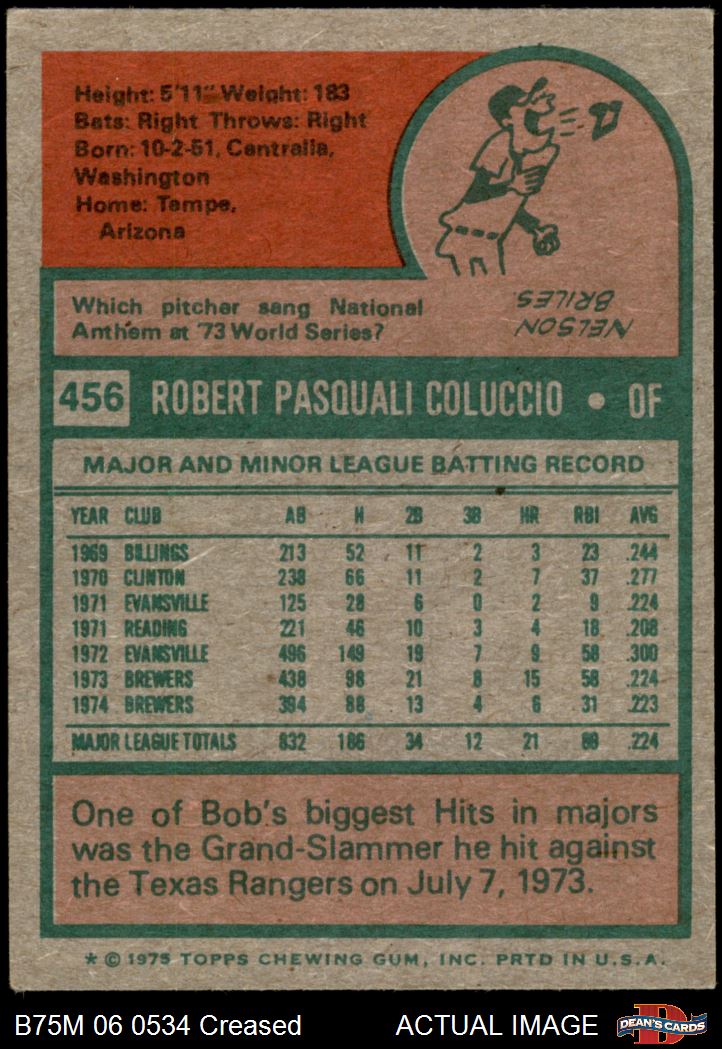 Height: 5'11" Weight: 183
Bats: Right Throws: Right
Born: 10-2-51, Centralia,
Washington
Home: Tempe,
Arizona
Which pitcher sang National
Anthem at '73 World Series?
NELSON
BRILES
456 ROBERT PASQUALI COLUCCIO • OF
MAJOR AND MINOR LEAGUE BATTING RECORD
YEAR CLUB AB H 2B 3B HR RBI AVG
1969 BILLINGS 213 52 11 2 3 23 .244
1970 CLINTON 238 66 11 2 7 37 .277
1971 EVANSVILLE 125 28 6 0 2 9 .224
1971 READING 221 46 10 3 4 18 .208
1972 EVANSVILLE 496 149 19 7 9 58 .300
1973 BREWERS 438 98 21 8 15 58 .224
1974 BREWERS 394 88 13 4 6 31 .223
MAJOR LEAGUE TOTALS 832 186 34 12 21 89 .224
One of Bob's biggest Hits in majors
was the Grand-Slammer he hit against
the Texas Rangers on July 7, 1973.
* © 1975 TOPPS CHEWING GUM, INC. PRTD IN U.S.A.
B75M 06 0534 Creased ACTUAL IMAGE
DEAN'S CARDS